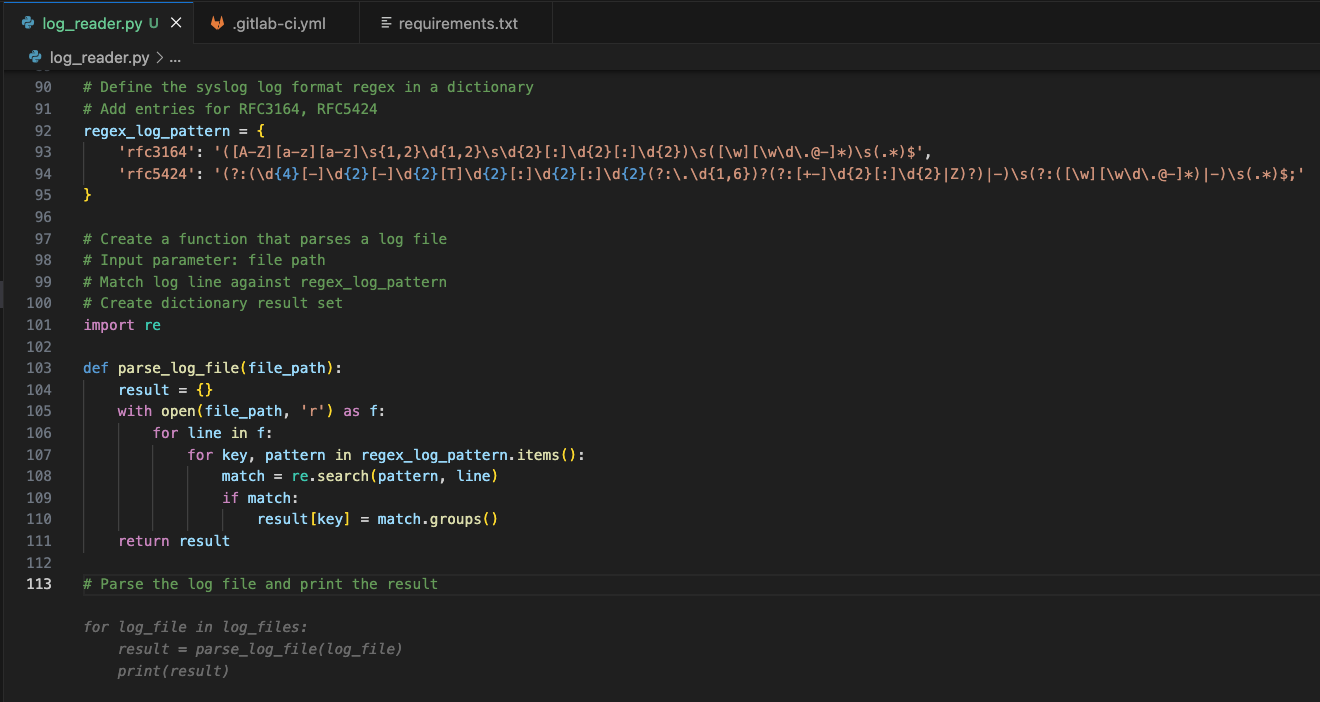 log_reader.py U ×
.gitlab-ci.yml
requirements.txt
log_reader.py > ...
90 # Define the syslog log format regex in a dictionary
91 # Add entries for RFC3164, RFC5424
92 regex_log_pattern = {
93     'rfc3164': '([A-Z][a-z][a-z]\s{1,2}\d{1,2}\s\d{2}[:]\d{2}[:]\d{2})\s([\w][\w\d\.@-]*)\s(.*)$',
94     'rfc5424': '(?:(\d{4}[-]\d{2}[-]\d{2}[T]\d{2}[:]\d{2}[:]\d{2}(?:\.\d{1,6})?(?:[+-]\d{2}[:]\d{2}|Z)?)|-)\s(?:([\w][\w\d\.@-]*)|-)\s(.*)$;'
95 }
96
97 # Create a function that parses a log file
98 # Input parameter: file path
99 # Match log line against regex_log_pattern
100 # Create dictionary result set
101 import re
102
103 def parse_log_file(file_path):
104     result = {}
105     with open(file_path, 'r') as f:
106         for line in f:
107             for key, pattern in regex_log_pattern.items():
108                 match = re.search(pattern, line)
109                 if match:
110                     result[key] = match.groups()
111     return result
112
113 # Parse the log file and print the result
for log_file in log_files:
    result = parse_log_file(log_file)
    print(result)